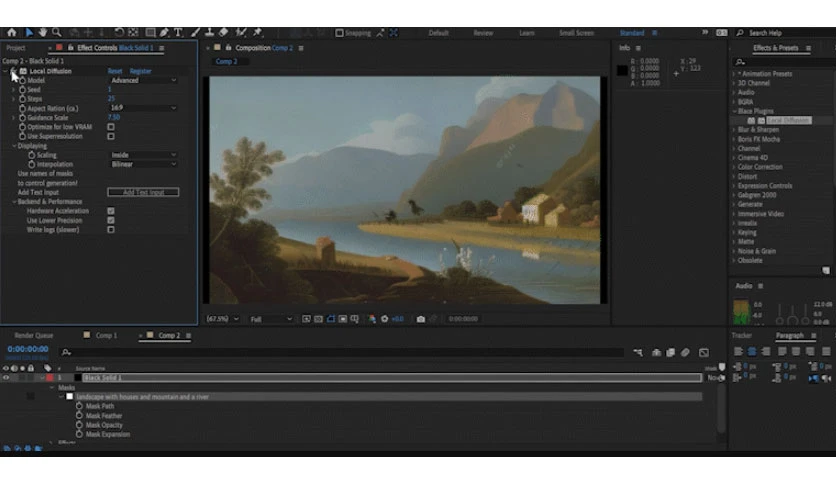 Snapping
Default
Review
Learn
Small Screen
Standard
Search Help
Project
Effect Controls Black Solid 1
Composition Comp 2
Info
Effects & Presets
Comp 2 - Black Solid 1
Comp 2
Local Diffusion
Reset
Register
Model
Advanced
Seed
1
Steps
25
Aspect Ration (ca.)
16:9
Guidance Scale
7.50
Optimize for low VRAM
Use Superresolution
Displaying
Scaling
Inside
Interpolation
Bilinear
Use names of masks
to control generation!
Add Text Input
Add Text Input
Backend & Performance
Hardware Acceleration
Use Lower Precision
Write logs (slower)
R: 0.0000
G: 0.0000
B: 0.0000
A: 1.0000
X: 29
Y: 123
* Animation Presets
3D Channel
Audio
BGRA
Blace Plugins
Local Diffusion
Blur & Sharpen
Boris FX Mocha
Channel
Cinema 4D
Color Correction
Distort
Expression Controls
Gabgren 2000
Generate
Immersive Video
irrealix
Keying
Matte
Noise & Grain
Obsolete
Audio
0.0
-6.0
12.0 dB
6.0
0.0
(67.5%)
Full
+0.0
0:00:00:00
Render Queue
Comp 1
Comp 2
Tracker
Paragraph
0:00:00:00
Source Name
1
Black Solid 1
Masks
landscape with houses and mountain and a river
Mask Path
Mask Feather
Mask Opacity
Mask Expansion
0 px
0 px
0 px
0 px
0 px